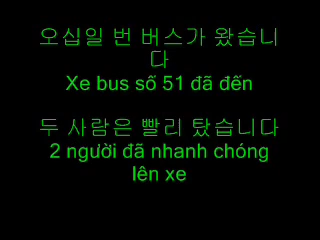 오십일 번 버스가 왔습니
다
Xe bus số 51 đã đến
두 사람은 빨리 탔습니다
2 người đã nhanh chóng
lên xe